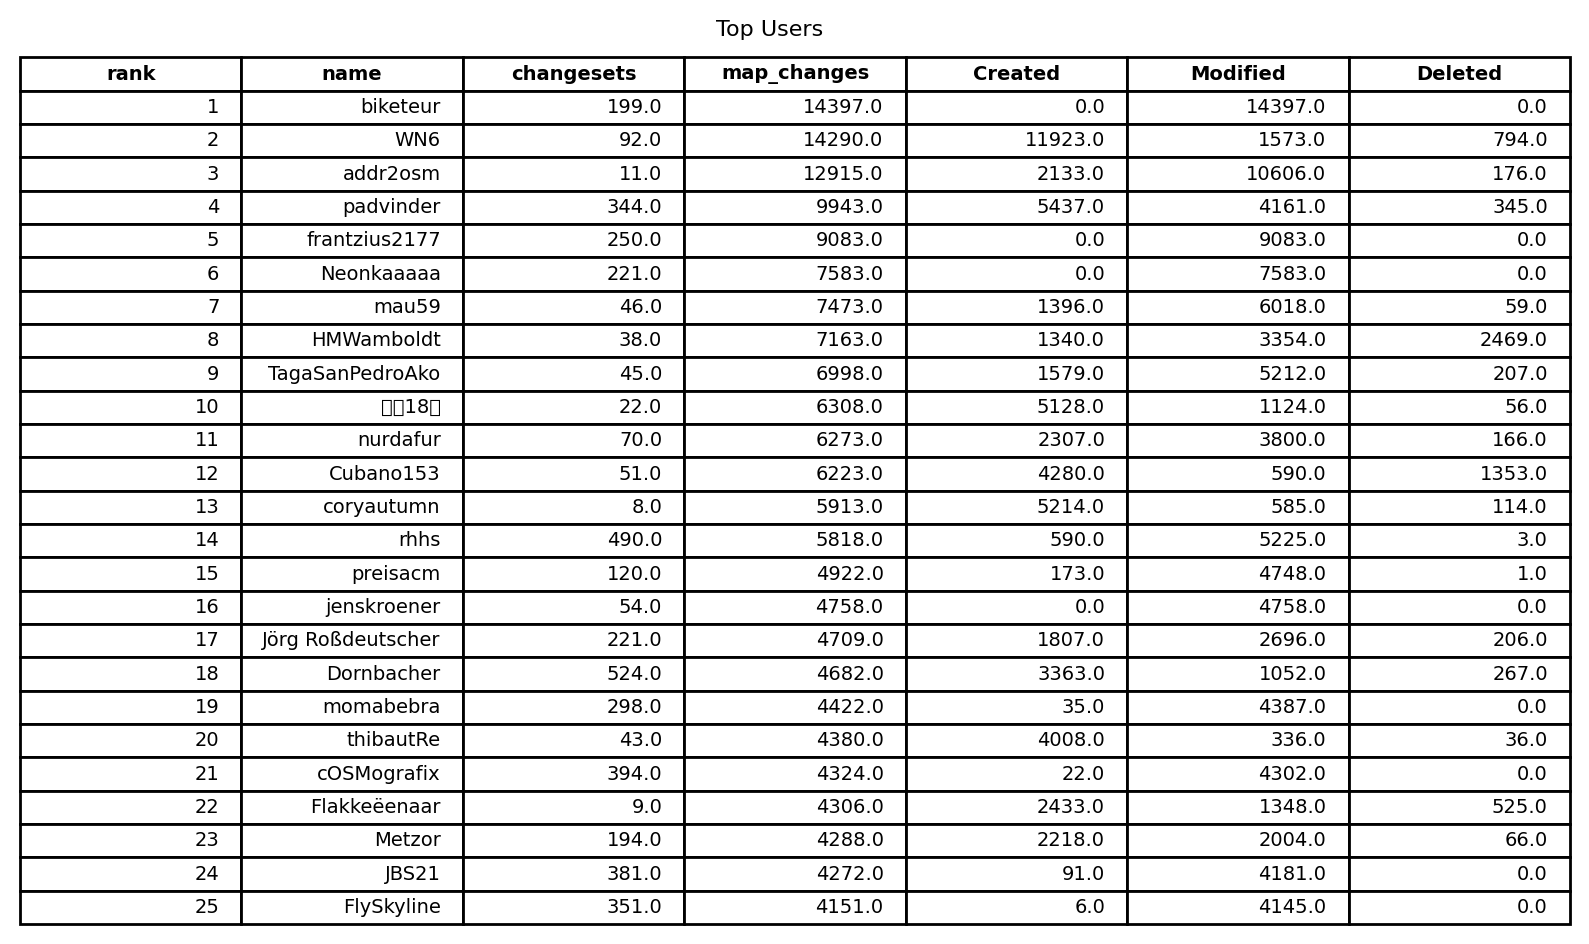 Top Users
rank name changesets map_changes Created Modified Deleted
1 biketeur 199.0 14397.0 0.0 14397.0 0.0
2 WN6 92.0 14290.0 11923.0 1573.0 794.0
3 addr2osm 11.0 12915.0 2133.0 10606.0 176.0
4 padvinder 344.0 9943.0 5437.0 4161.0 345.0
5 frantzius2177 250.0 9083.0 0.0 9083.0 0.0
6 Neonkaaaaa 221.0 7583.0 0.0 7583.0 0.0
7 mau59 46.0 7473.0 1396.0 6018.0 59.0
8 HMWamboldt 38.0 7163.0 1340.0 3354.0 2469.0
9 TagaSanPedroAko 45.0 6998.0 1579.0 5212.0 207.0
10 18 22.0 6308.0 5128.0 1124.0 56.0
11 nurdafur 70.0 6273.0 2307.0 3800.0 166.0
12 Cubano153 51.0 6223.0 4280.0 590.0 1353.0
13 coryautumn 8.0 5913.0 5214.0 585.0 114.0
14 rhhs 490.0 5818.0 590.0 5225.0 3.0
15 preisacm 120.0 4922.0 173.0 4748.0 1.0
16 jenskroener 54.0 4758.0 0.0 4758.0 0.0
17 Jörg Roßdeutscher 221.0 4709.0 1807.0 2696.0 206.0
18 Dornbacher 524.0 4682.0 3363.0 1052.0 267.0
19 momabebra 298.0 4422.0 35.0 4387.0 0.0
20 thibautRe 43.0 4380.0 4008.0 336.0 36.0
21 cOSMografix 394.0 4324.0 22.0 4302.0 0.0
22 Flakkeëenaar 9.0 4306.0 2433.0 1348.0 525.0
23 Metzor 194.0 4288.0 2218.0 2004.0 66.0
24 JBS21 381.0 4272.0 91.0 4181.0 0.0
25 FlySkyline 351.0 4151.0 6.0 4145.0 0.0